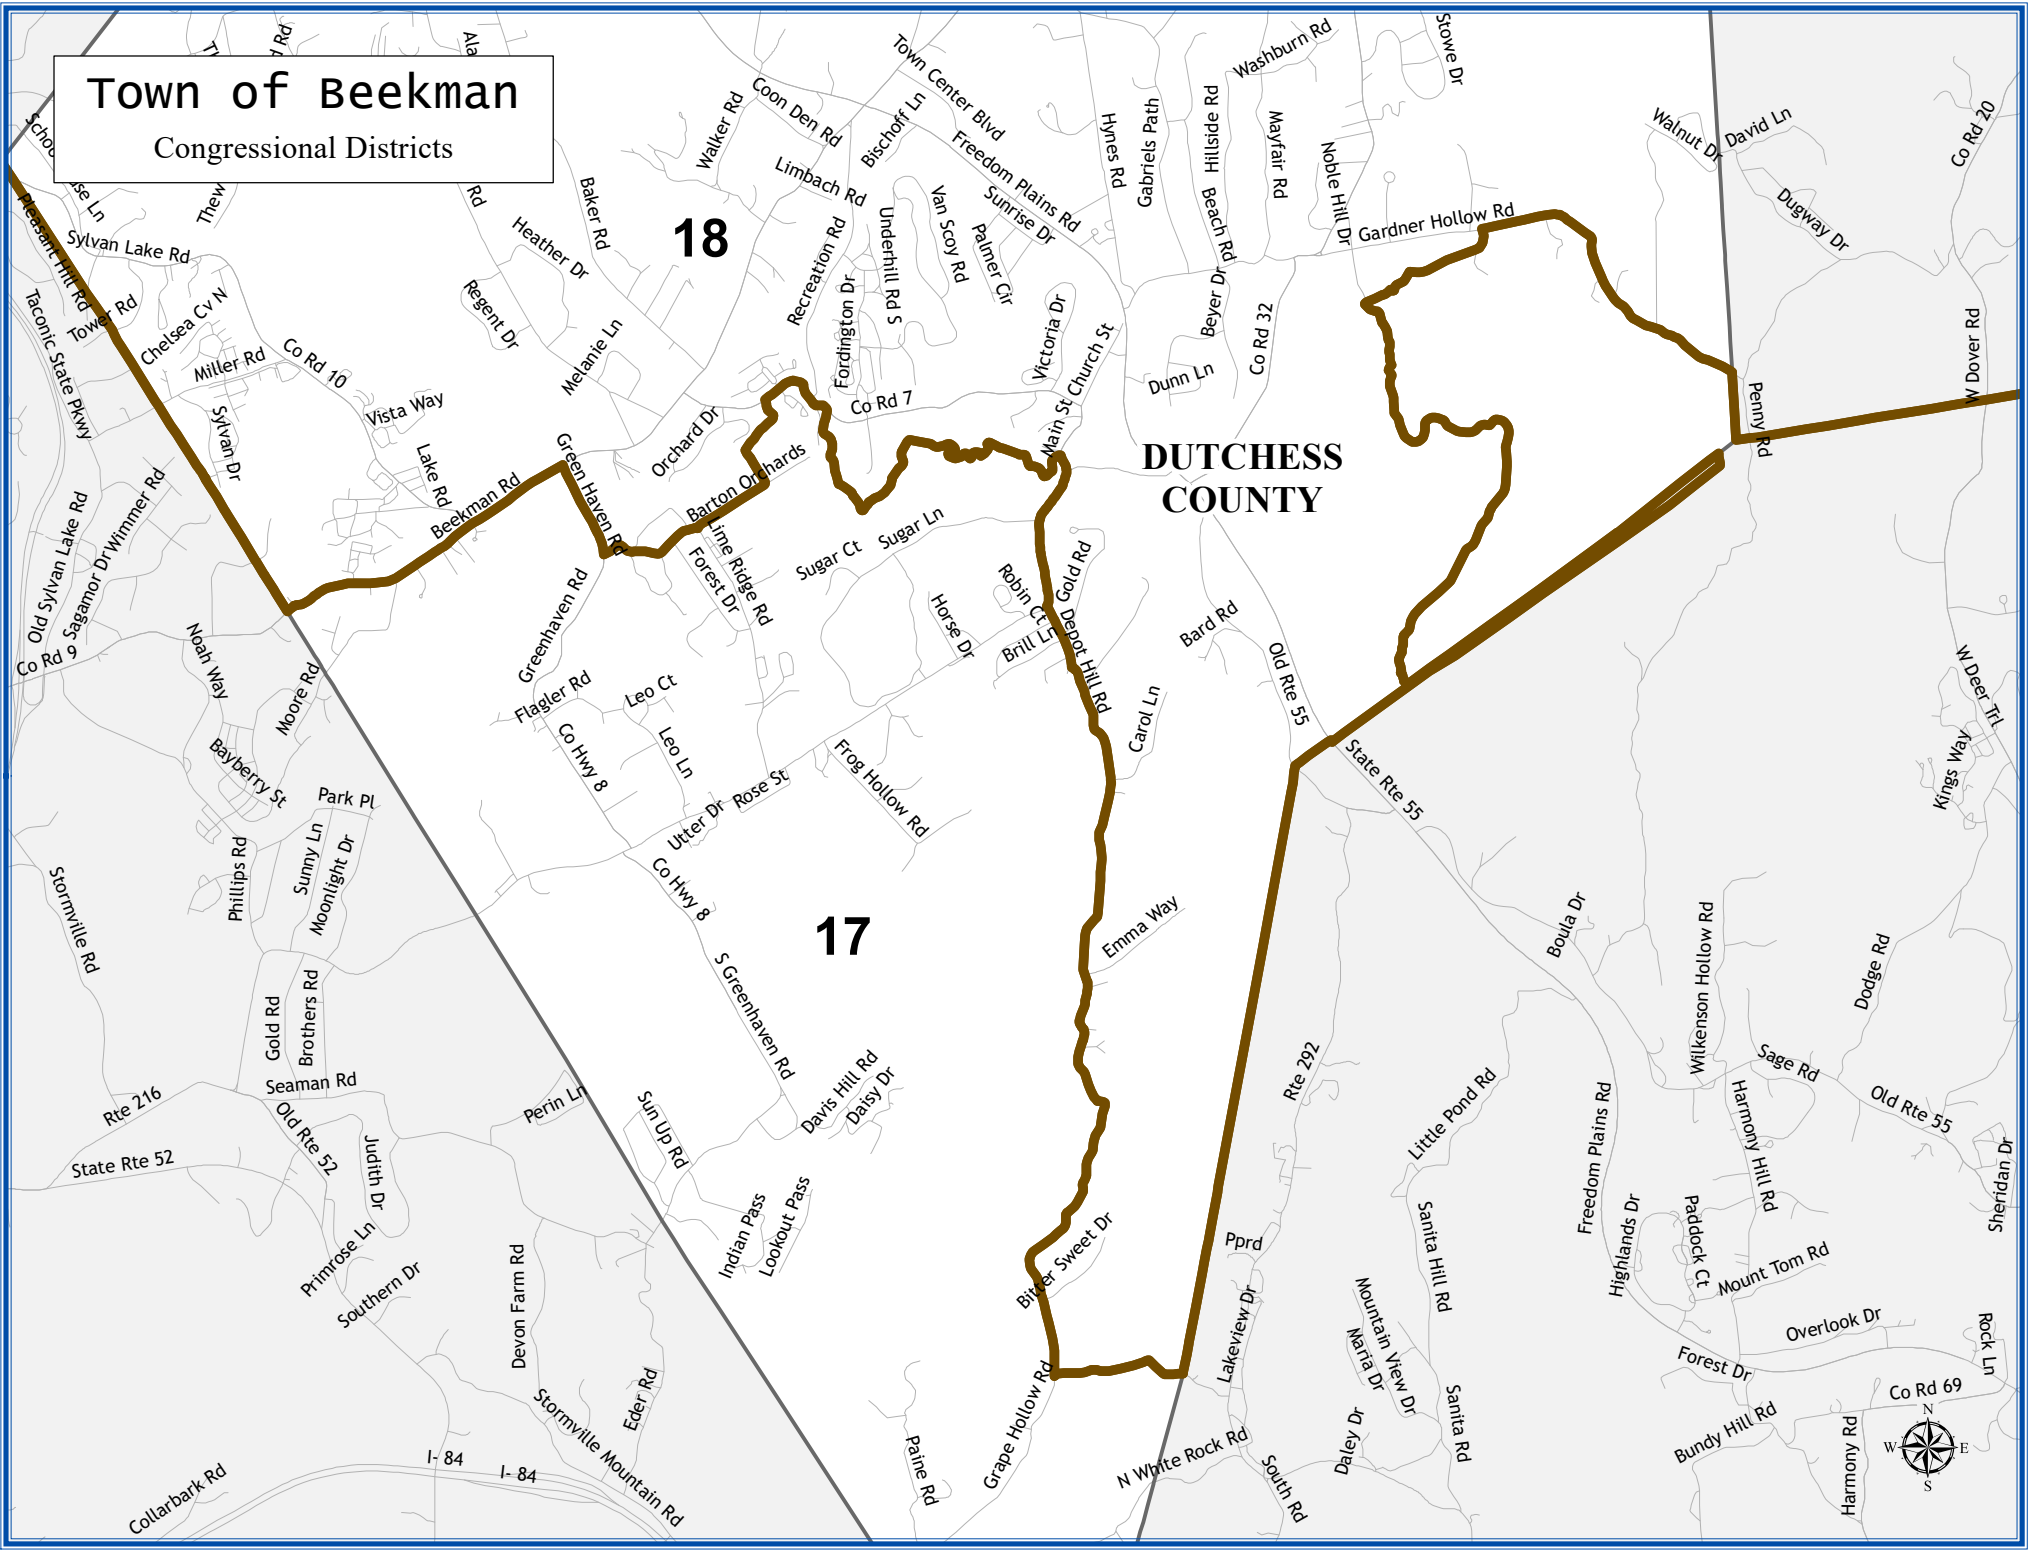 Town of Beekman
Congressional Districts
18
17
DUTCHESS
COUNTY
Walker Rd
Coon Den Rd
Bischoff Ln
Limbach Rd
Town Center Blvd
Freedom Plains Rd
Sunrise Dr
Washburn Rd
Stowe Dr
Hynes Rd
Gabriels Path
Hillside Rd
Beach Rd
Mayfair Rd
Noble Hill Dr
Gardner Hollow Rd
Walnut Dr
David Ln
Co Rd 20
Dugway Dr
W Dover Rd
Penny Rd
Pleasant Hill Rd
Sylvan Lake Rd
Tower Rd
Taconic State Pkwy
Chelsea Cv N
Miller Rd
Co Rd 10
Sylvan Dr
Vista Way
Lake Rd
Rd
Heather Dr
Baker Rd
Regent Dr
Melanie Ln
Recreation Rd
Underhill Rd S
Fordington Dr
Van Scoy Rd
Palmer Cir
Victoria Dr
Church St
Main St
Beyer Dr
Dunn Ln
Co Rd 32
Co Rd 7
Orchard Dr
Barton Orchards
Green Haven Rd
Beekman Rd
Old Sylvan Lake Rd
Wimmer Rd
Sagamor Dr
Co Rd 9
Noah Way
Moore Rd
Bayberry St
Park Pl
Sunny Ln
Moonlight Dr
Phillips Rd
Stormville Rd
Lime Ridge Rd
Forest Dr
Sugar Ct
Sugar Ln
Horse Dr
Robin Ct
Gold Rd
Brill Ln
Depot Hill Rd
Bard Rd
Old Rte 55
Carol Ln
State Rte 55
Greenhaven Rd
Flagler Rd
Leo Ct
Leo Ln
Co Hwy 8
Rose St
Utter Dr
Frog Hollow Rd
Co Hwy 8
S Greenhaven Rd
Emma Way
Davis Hill Rd
Daisy Dr
Sun Up Rd
Indian Pass
Lookout Pass
Bitter Sweet Dr
Perin Ln
Gold Rd
Brothers Rd
Seaman Rd
Rte 216
State Rte 52
Old Rte 52
Judith Dr
Primrose Ln
Southern Dr
Devon Farm Rd
Stormville Mountain Rd
Eder Rd
I- 84
I- 84
Collarbark Rd
Paine Rd
Grape Hollow Rd
N White Rock Rd
South Rd
Lakeview Dr
Pprd
Rte 292
Little Pond Rd
Sanita Hill Rd
Mountain View Dr
Maria Dr
Daley Dr
Sanita Rd
Boula Dr
Wilkenson Hollow Rd
Dodge Rd
Sage Rd
Old Rte 55
Harmony Hill Rd
Freedom Plains Rd
Highlands Dr
Paddock Ct
Mount Tom Rd
Overlook Dr
Forest Dr
Rock Ln
Co Rd 69
Bundy Hill Rd
Harmony Rd
Sheridan Dr
Kings Way
W Deer Trl
N
W
E
S